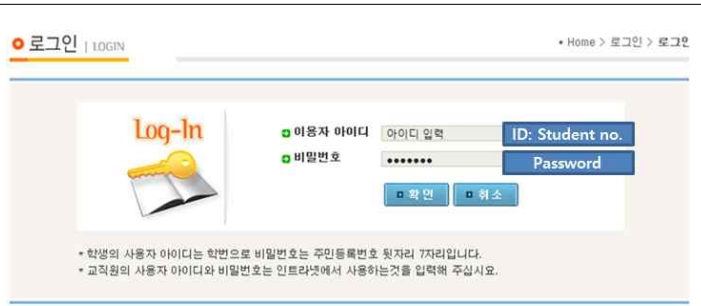 로그인 | LOGIN
• Home > 로그인 > 로그인
Log-In
이용자 아이디 아이디 입력 ID: Student no.
비밀번호 ••••••• Password
확인 취소
* 학생의 사용자 아이디는 학번으로 비밀번호는 주민등록번호 뒷자리 7자리입니다.
* 교직원의 사용자 아이디와 비밀번호는 인트라넷에서 사용하는것을 입력해 주십시요.